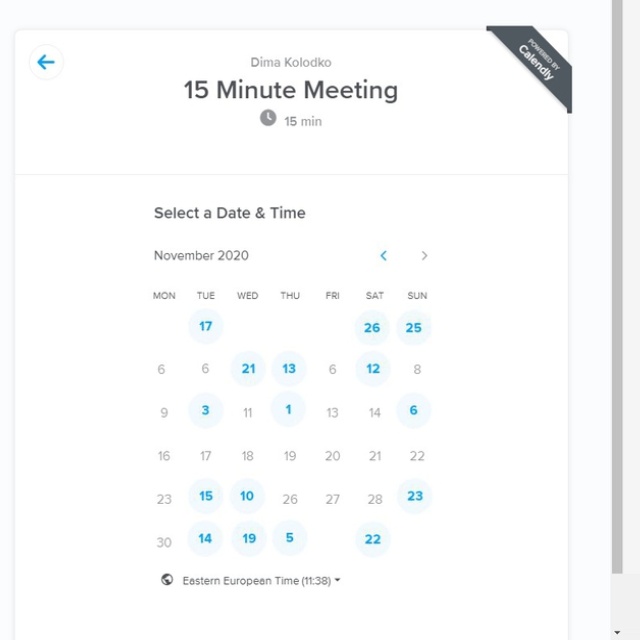 POWERED BY
Calendly
Dima Kolodko
15 Minute Meeting
15 min
Select a Date & Time
November 2020
MON TUE WED THU FRI SAT SUN
17 26 25
6 6 21 13 6 12 8
9 3 11 1 13 14 6
16 17 18 19 20 21 22
23 15 10 26 27 28 23
30 14 19 5 22
Eastern European Time (11:38)